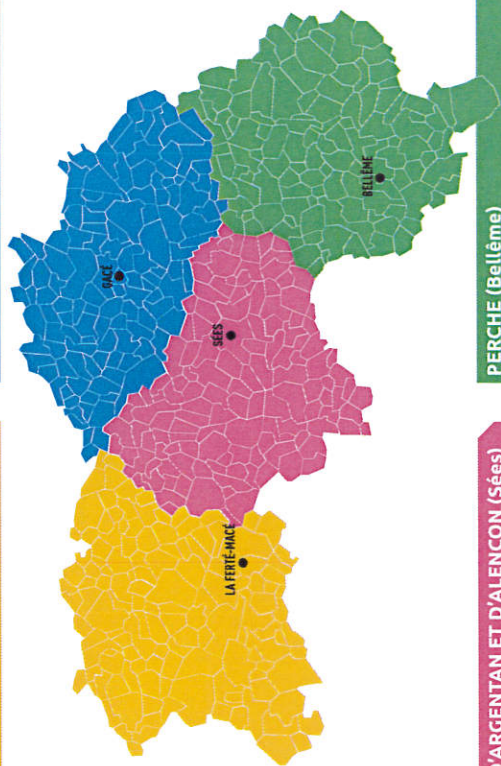 GACÉ
SÉES
LA FERTÉ-MACÉ
BELLÊME
D'ARGENTAN ET D'ALENÇON (Sées)
PERCHE (Bellême)